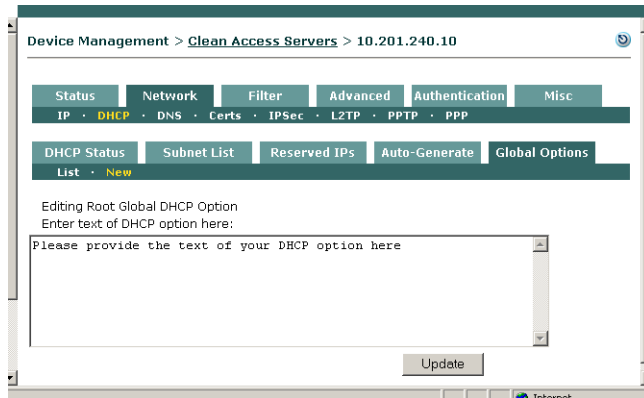 Device Management > Clean Access Servers > 10.201.240.10
Status Network Filter Advanced Authentication Misc
IP · DHCP · DNS · Certs · IPSec · L2TP · PPTP · PPP
DHCP Status Subnet List Reserved IPs Auto-Generate Global Options
List · New
Editing Root Global DHCP Option
Enter text of DHCP option here:
Please provide the text of your DHCP option here
Update
Internet